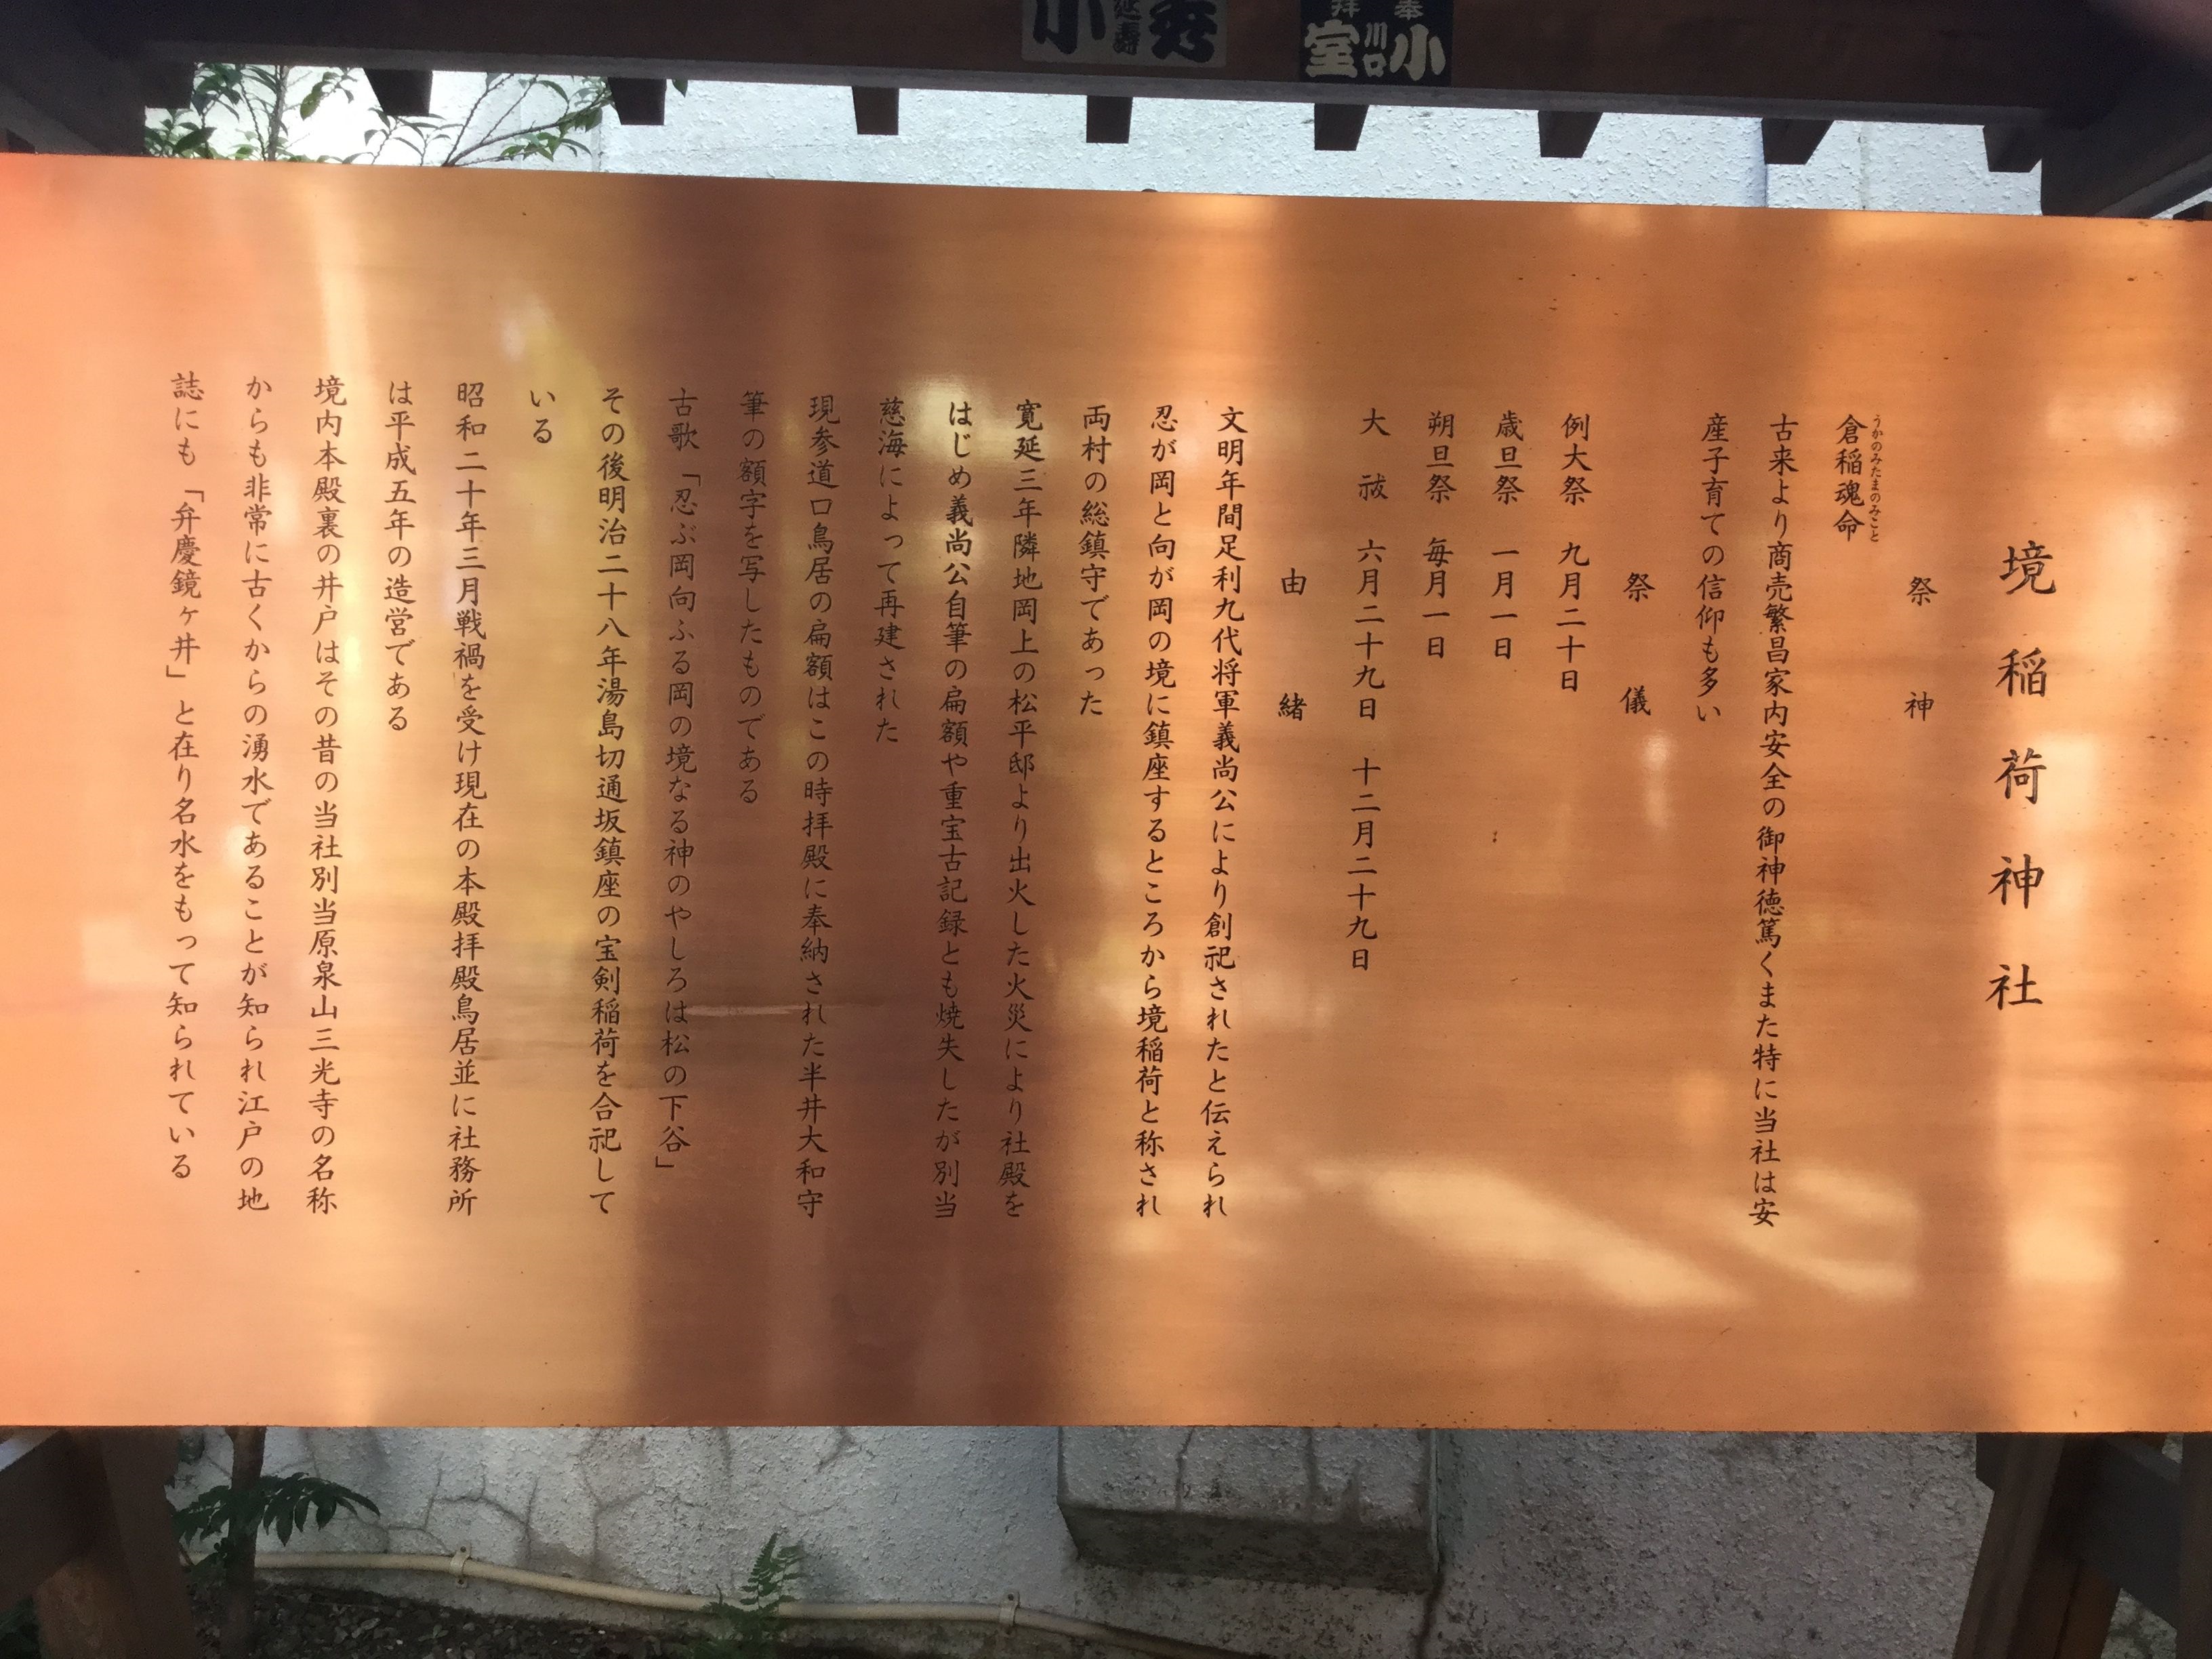 境稲荷神社
祭神
倉稲魂命
うかのみたまのみこと
古来より商売繁昌家内安全の御神徳篤くまた特に当社は安
産子育ての信仰も多い
祭儀
例大祭 九月二十日
歳旦祭 一月一日
朔旦祭 毎月一日
大祓 六月二十九日 十二月二十九日
由緒
文明年間足利九代将軍義尚公により創祀されたと伝えられ
忍が岡と向が岡の境に鎮座するところから境稲荷と称され
両村の総鎮守であった
寛延三年隣地岡上の松平邸より出火した火災により社殿を
はじめ義尚公自筆の扁額や重宝古記録とも焼失したが別当
慈海によって再建された
現参道口鳥居の扁額はこの時拝殿に奉納された半井大和守
筆の額字を写したものである
古歌「忍ぶ岡向ふる岡の境なる神のやしろは松の下谷」
その後明治二十八年湯島切通坂鎮座の宝剣稲荷を合祀して
いる
昭和二十年三月戦禍を受け現在の本殿拝殿鳥居並に社務所
は平成五年の造営である
境内本殿裏の井戸はその昔の当社別当原泉山三光寺の名称
からも非常に古くからの湧水であることが知られ江戸の地
誌にも「弁慶鏡ヶ井」と在り名水をもって知られている
奉拝
川口
小室
延壽
小